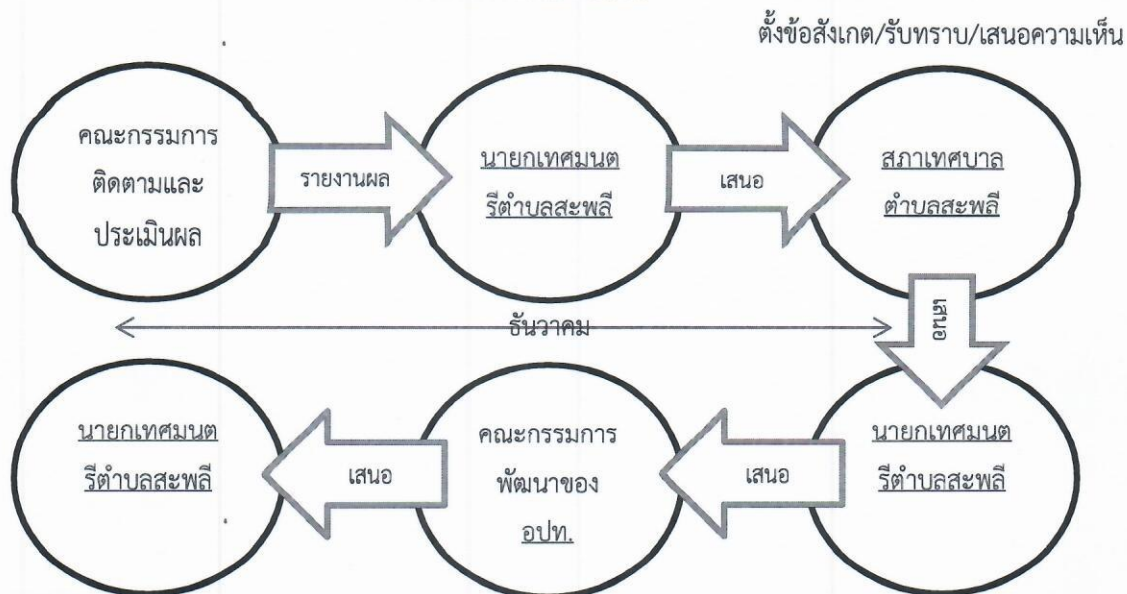 ตั้งข้อสังเกต/รับทราบ/เสนอความเห็น
คณะกรรมการ
ติดตามและ
ประเมินผล
รายงานผล
นายกเทศมนต
รีตำบลสะพลี
เสนอ
สภาเทศบาล
ตำบลสะพลี
เสนอ
ธันวาคม
นายกเทศมนต
รีตำบลสะพลี
เสนอ
คณะกรรมการ
พัฒนาของ
อปท.
เสนอ
นายกเทศมนต
รีตำบลสะพลี